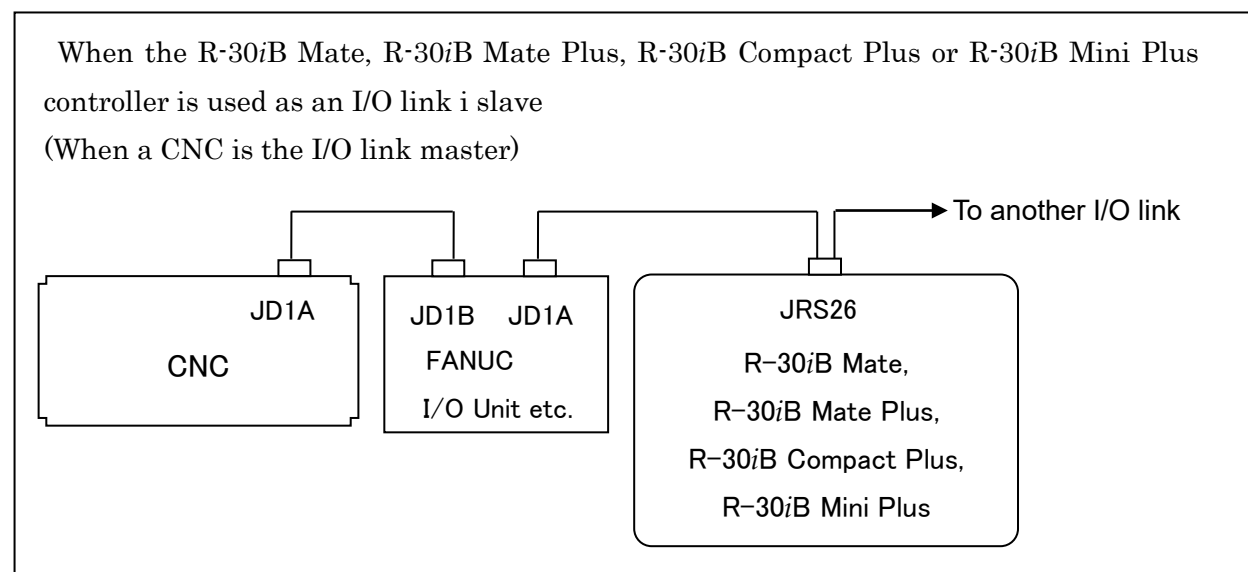 When the R-30iB Mate, R-30iB Mate Plus, R-30iB Compact Plus or R-30iB Mini Plus
controller is used as an I/O link i slave
(When a CNC is the I/O link master)
To another I/O link
JD1A
CNC
JD1B JD1A
FANUC
I/O Unit etc.
JRS26
R-30iB Mate,
R-30iB Mate Plus,
R-30iB Compact Plus,
R-30iB Mini Plus